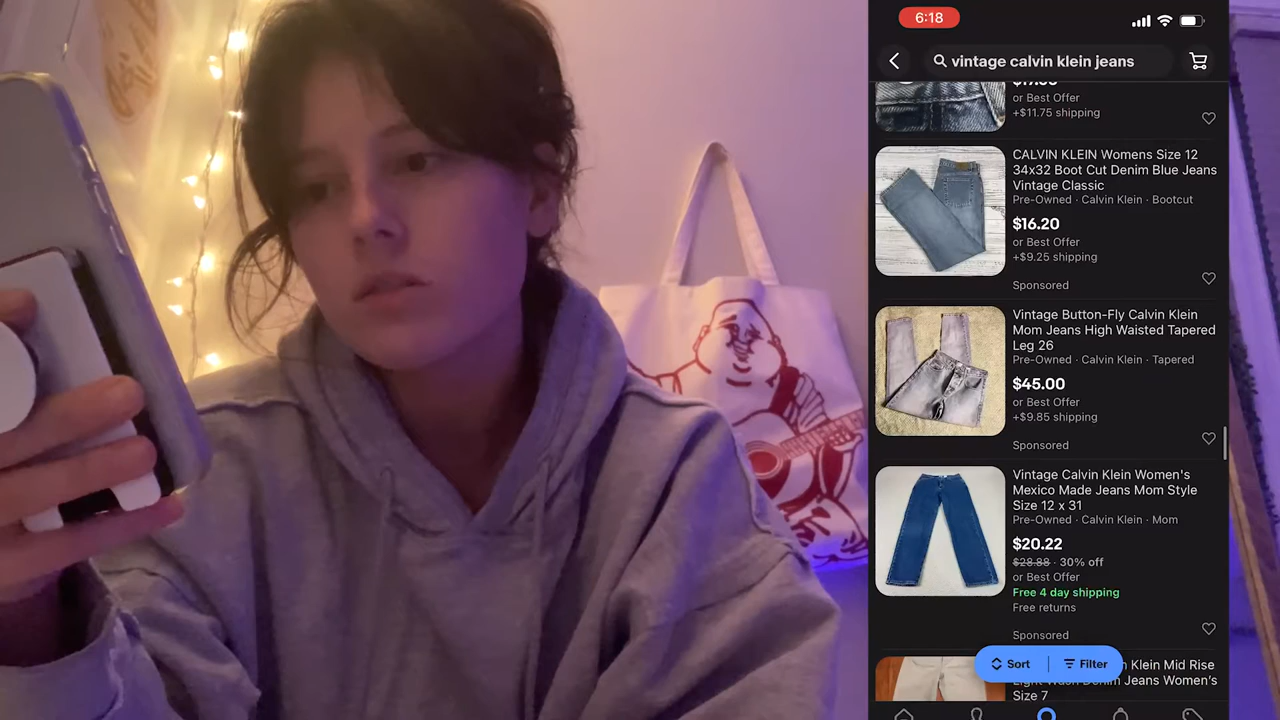 6:18
vintage calvin klein jeans
or Best Offer
+$11.75 shipping
CALVIN KLEIN Womens Size 12
34x32 Boot Cut Denim Blue Jeans
Vintage Classic
Pre-Owned · Calvin Klein · Bootcut
$16.20
or Best Offer
+$9.25 shipping
Sponsored
Vintage Button-Fly Calvin Klein
Mom Jeans High Waisted Tapered
Leg 26
Pre-Owned · Calvin Klein · Tapered
$45.00
or Best Offer
+$9.85 shipping
Sponsored
Vintage Calvin Klein Women's
Mexico Made Jeans Mom Style
Size 12 x 31
Pre-Owned · Calvin Klein · Mom
$20.22
$28.88 · 30% off
or Best Offer
Free 4 day shipping
Free returns
Sponsored
Sort
Filter
Klein Mid Rise
Jeans Women's
Size 7